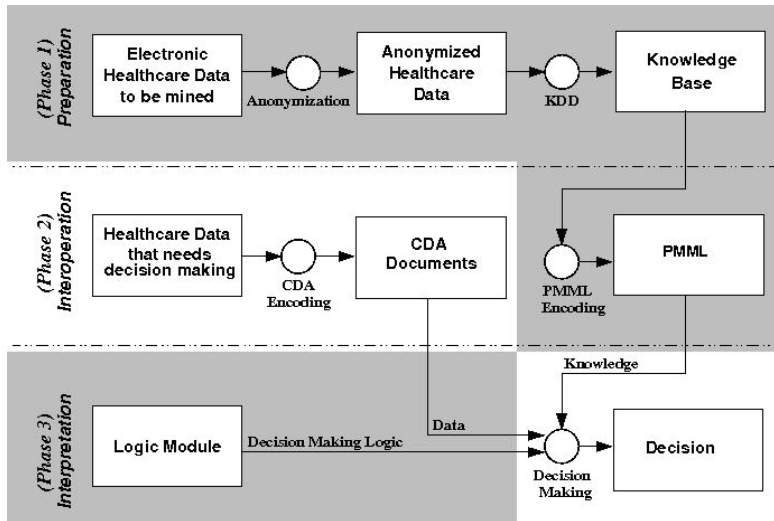 (Phase 1)
Preparation
Electronic
Healthcare Data
to be mined
Anonymization
Anonymized
Healthcare
Data
KDD
Knowledge
Base
(Phase 2)
Interoperation
Healthcare Data
that needs
decision making
CDA
Encoding
CDA
Documents
PMML
Encoding
PMML
(Phase 3)
Interpretation
Logic Module
Decision Making Logic
Data
Knowledge
Decision
Making
Decision